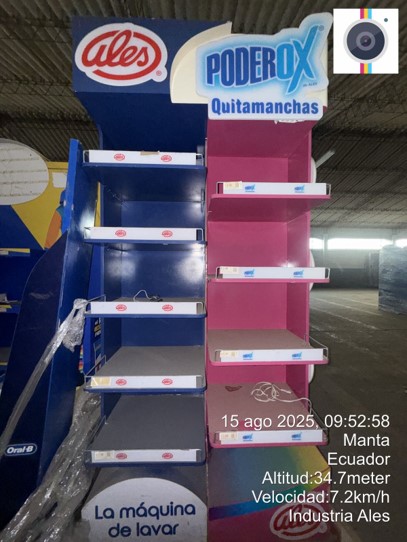 ales
PODEROX
Quitamanchas
Oral-B
La máquina
de lavar
ales
15 ago 2025, 09:52:58
Manta
Ecuador
Altitud:34.7meter
Velocidad:7.2km/h
Industria Ales